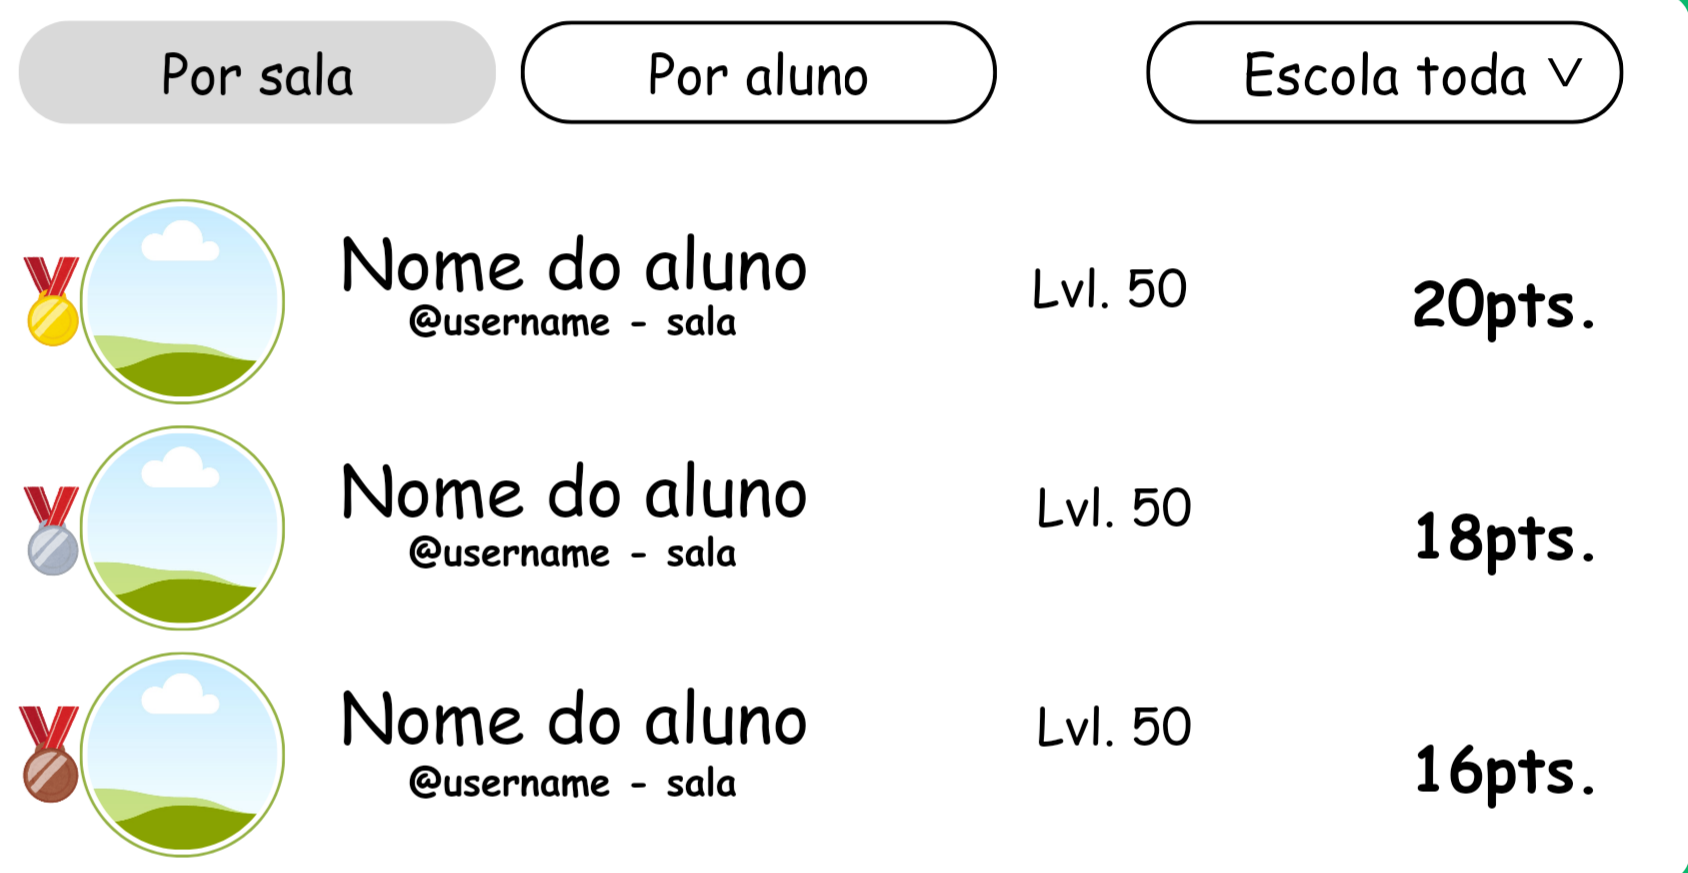 Por sala
Por aluno
Escola toda
Nome do aluno
@username - sala
Lvl. 50
20pts.
Nome do aluno
@username - sala
Lvl. 50
18pts.
Nome do aluno
@username - sala
Lvl. 50
16pts.